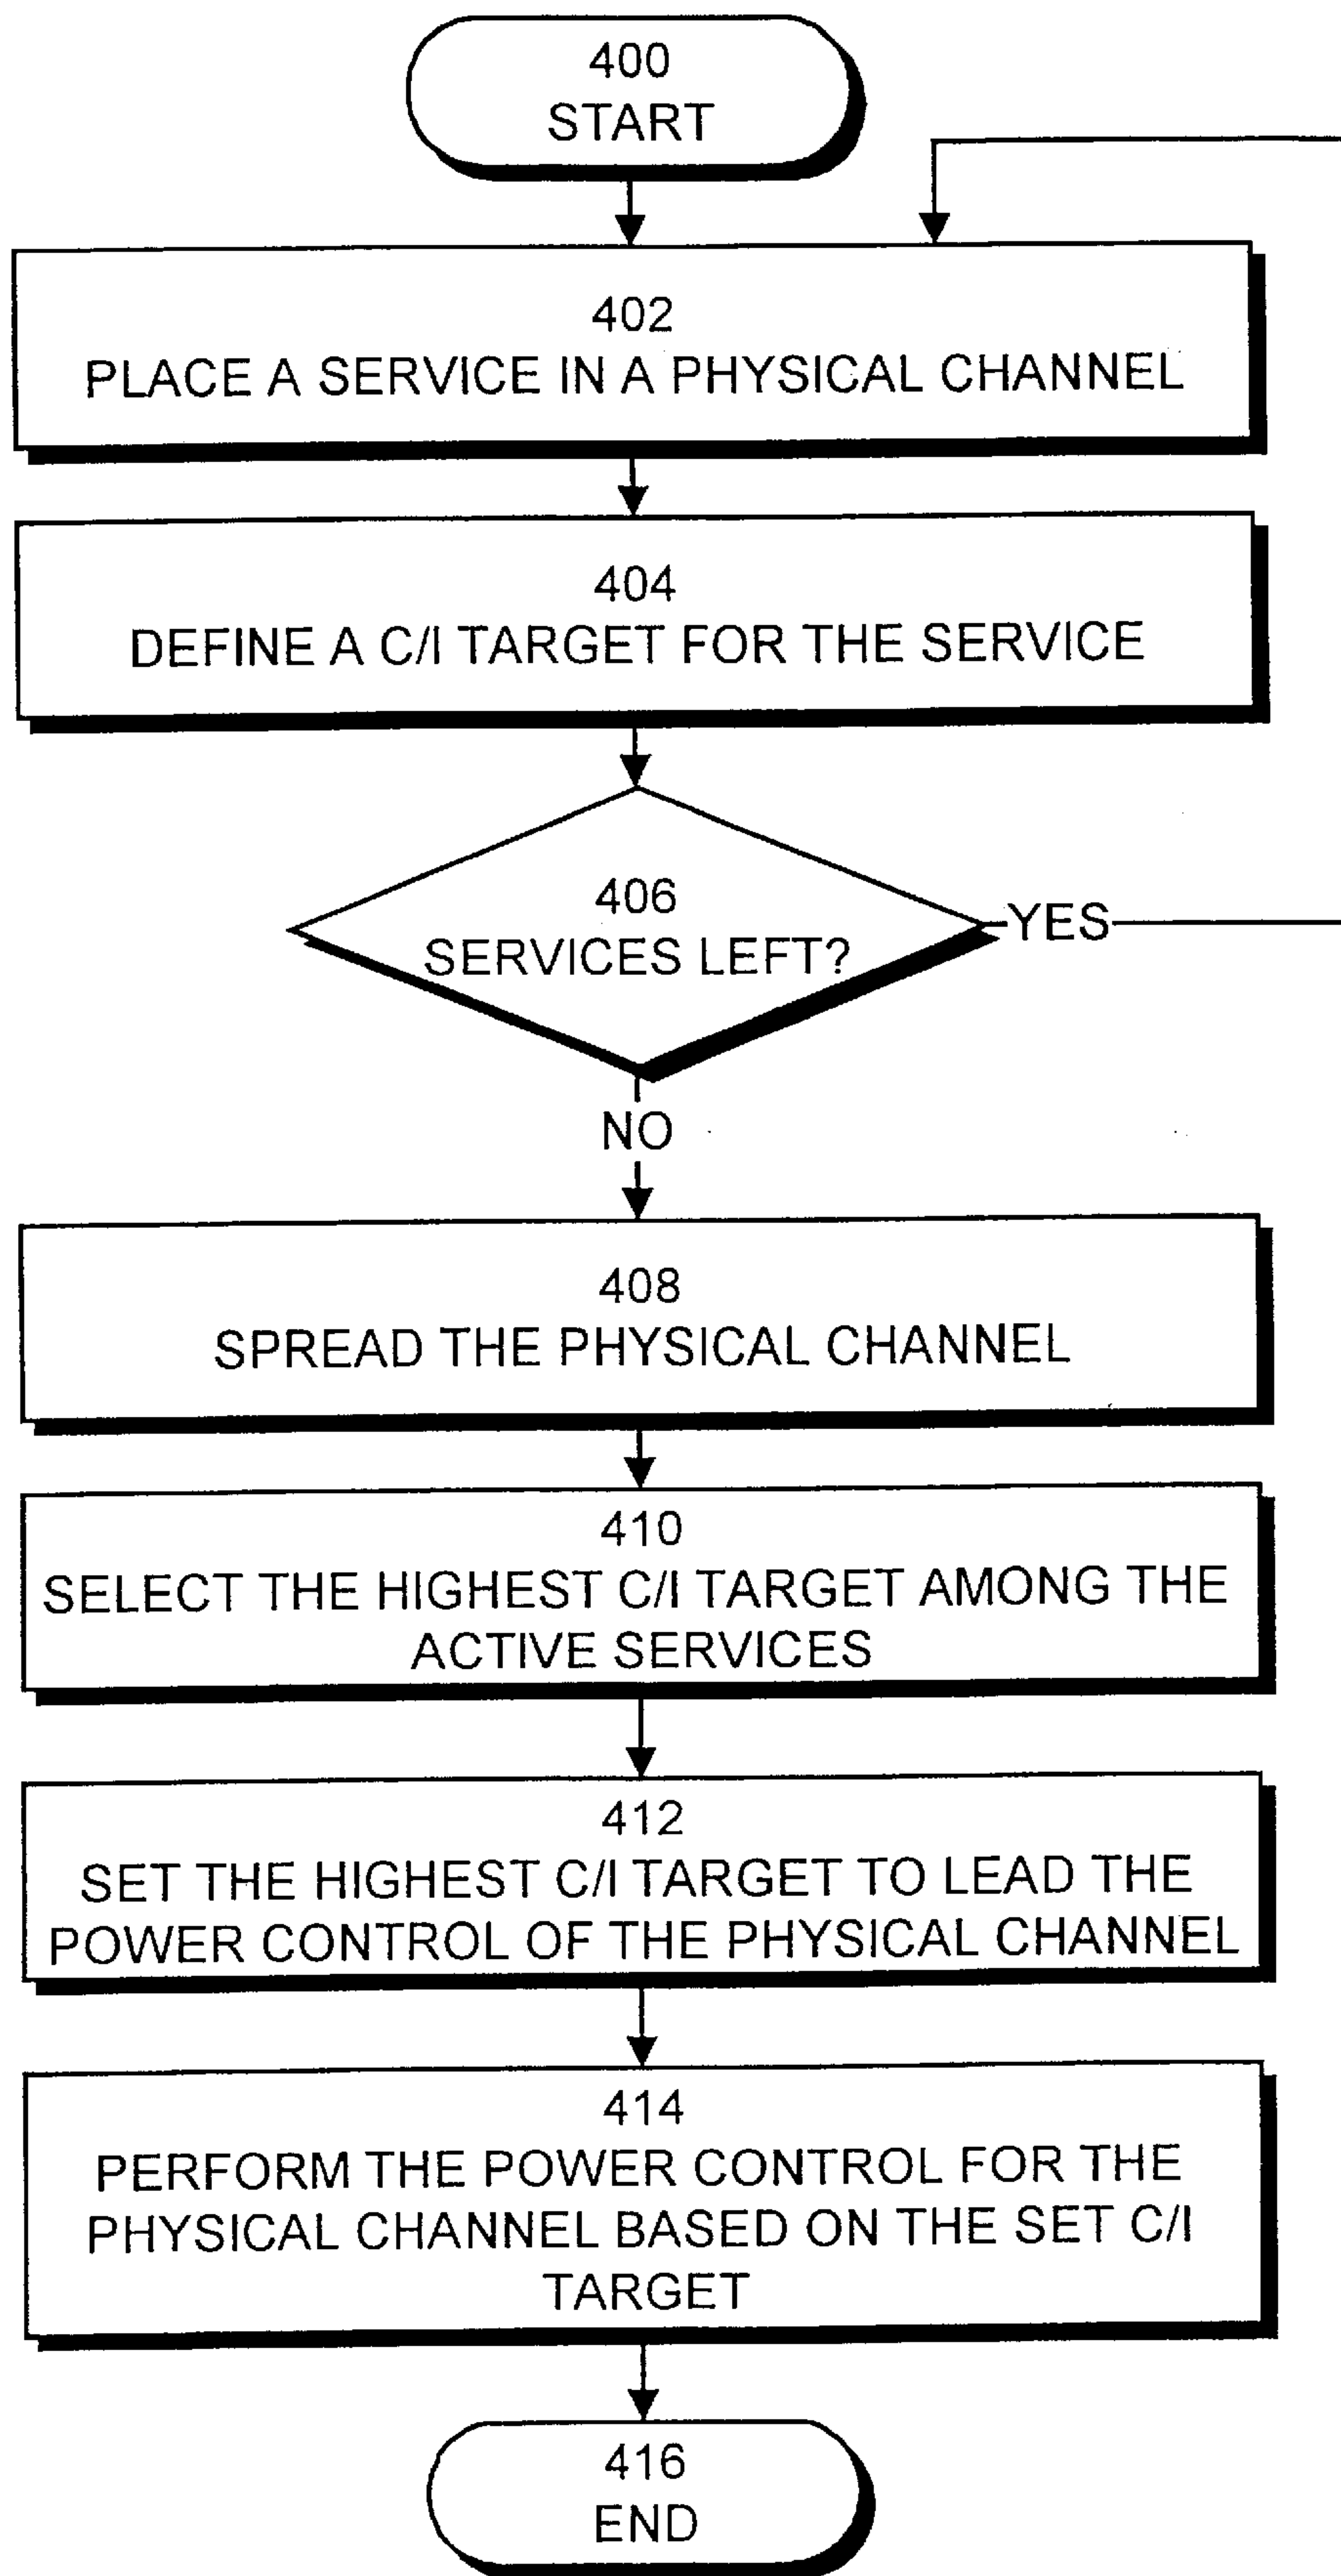 400
START
402
PLACE A SERVICE IN A PHYSICAL CHANNEL
404
DEFINE A C/I TARGET FOR THE SERVICE
406
SERVICES LEFT?
YES
NO
408
SPREAD THE PHYSICAL CHANNEL
410
SELECT THE HIGHEST C/I TARGET AMONG THE
ACTIVE SERVICES
412
SET THE HIGHEST C/I TARGET TO LEAD THE
POWER CONTROL OF THE PHYSICAL CHANNEL
414
PERFORM THE POWER CONTROL FOR THE
PHYSICAL CHANNEL BASED ON THE SET C/I
TARGET
416
END